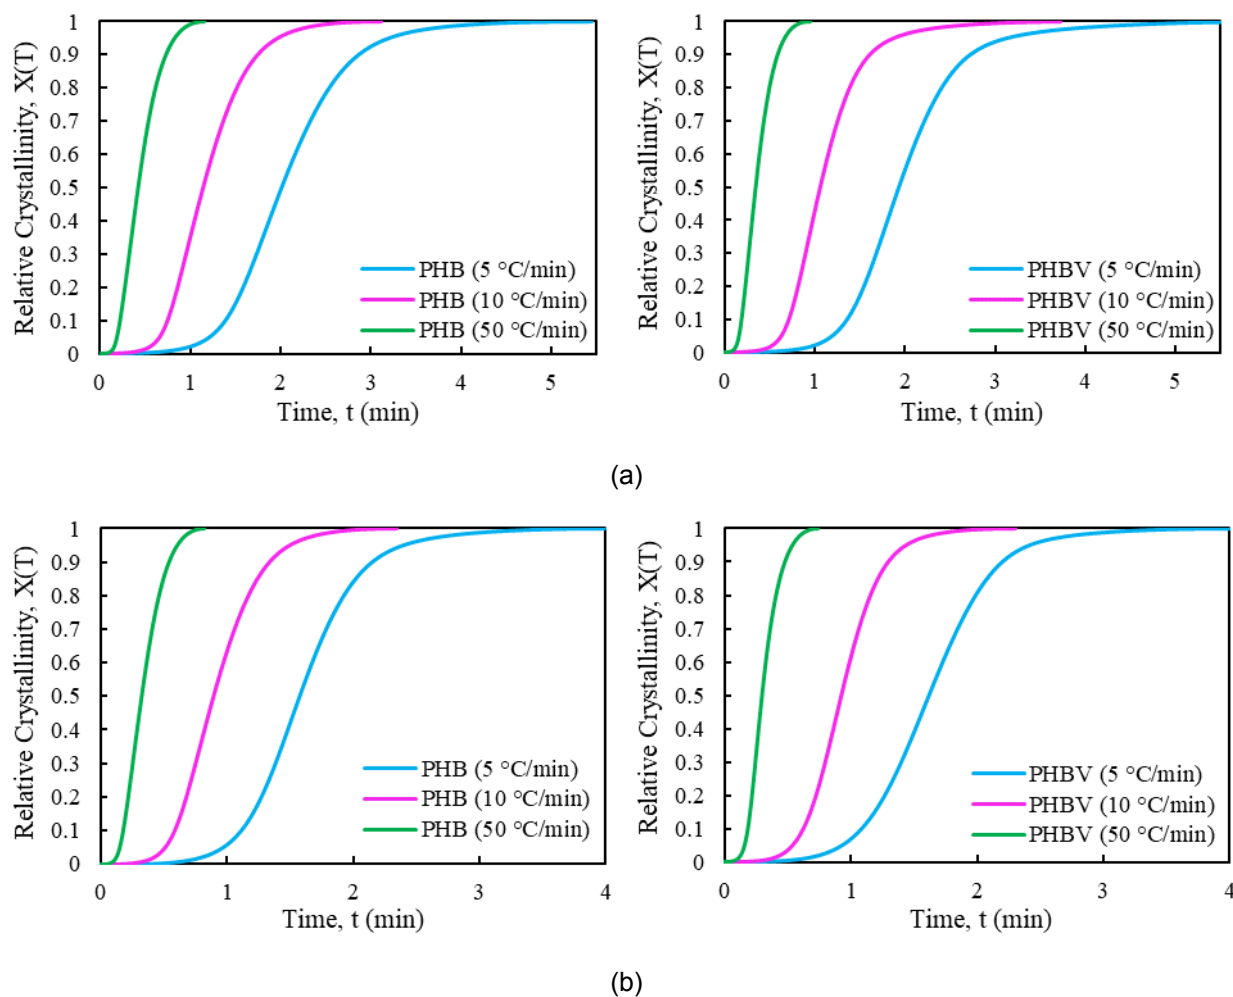 Relative Crystallinity, X(T)
1
0.9
0.8
0.7
0.6
0.5
0.4
0.3
0.2
0.1
0
PHB (5 °C/min)
PHB (10 °C/min)
PHB (50 °C/min)
0 1 2 3 4 5
Time, t (min)
Relative Crystallinity, X(T)
1
0.9
0.8
0.7
0.6
0.5
0.4
0.3
0.2
0.1
0
PHBV (5 °C/min)
PHBV (10 °C/min)
PHBV (50 °C/min)
0 1 2 3 4 5
Time, t (min)
(a)
Relative Crystallinity, X(T)
1
0.9
0.8
0.7
0.6
0.5
0.4
0.3
0.2
0.1
0
PHB (5 °C/min)
PHB (10 °C/min)
PHB (50 °C/min)
0 1 2 3 4
Time, t (min)
Relative Crystallinity, X(T)
1
0.9
0.8
0.7
0.6
0.5
0.4
0.3
0.2
0.1
0
PHBV (5 °C/min)
PHBV (10 °C/min)
PHBV (50 °C/min)
0 1 2 3 4
Time, t (min)
(b)